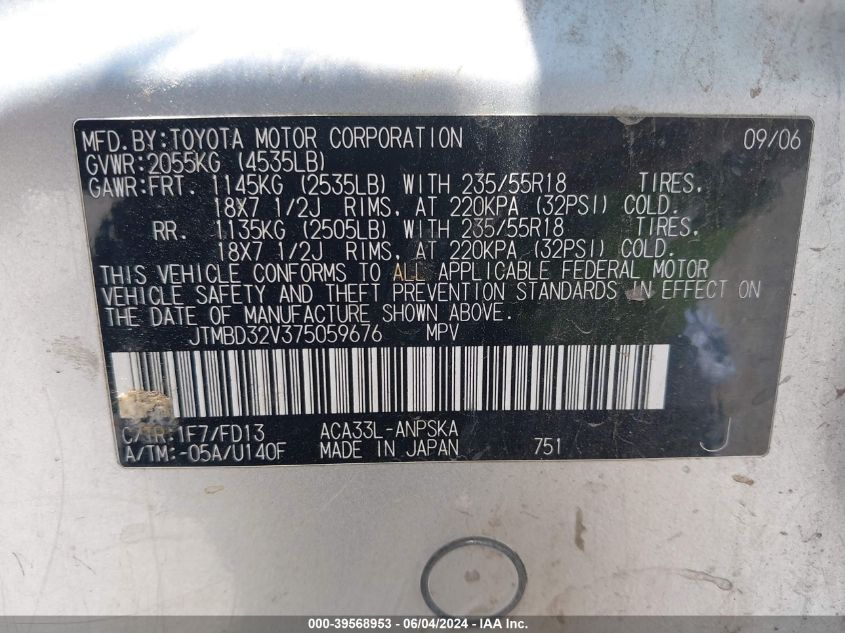 MFD.BY:TOYOTA MOTOR CORPORATION 09/06
GVWR:2055KG (4535LB)
GAWR:FRT. 1145KG (2535LB) WITH 235/55R18 TIRES,
18X7 1/2J RIMS, AT 220KPA (32PSI) COLD.
RR. 1135KG (2505LB) WITH 235/55R18 TIRES,
18X7 1/2J RIMS, AT 220KPA (32PSI) COLD.
THIS VEHICLE CONFORMS TO ALL APPLICABLE FEDERAL MOTOR
VEHICLE SAFETY AND THEFT PREVENTION STANDARDS IN EFFECT ON
THE DATE OF MANUFACTURE SHOWN ABOVE.
JTMBD32V375059676 MPV
C/TR:1F7/FD13 ACA33L-ANPSKA
A/TM:-05A/U140F MADE IN JAPAN 751 J
000-39568953 - 06/04/2024 - IAA Inc.